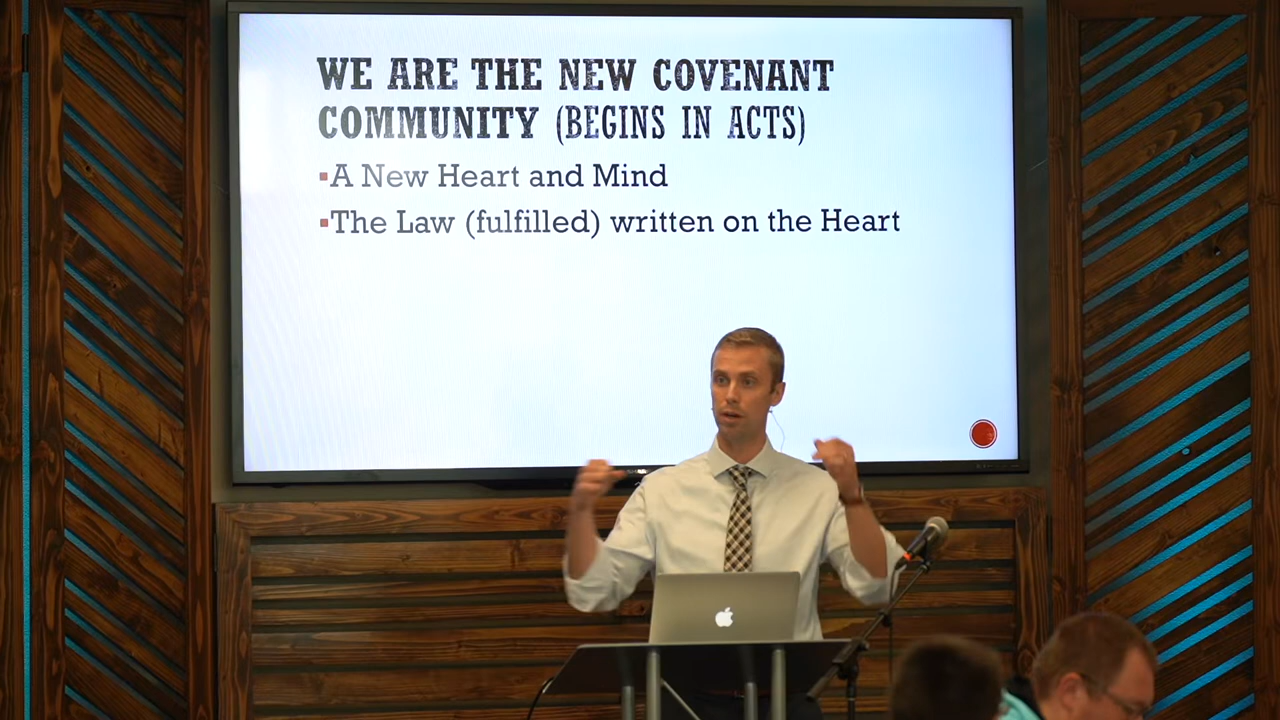 WE ARE THE NEW COVENANT
COMMUNITY (BEGINS IN ACTS)
▪A New Heart and Mind
▪The Law (fulfilled) written on the Heart